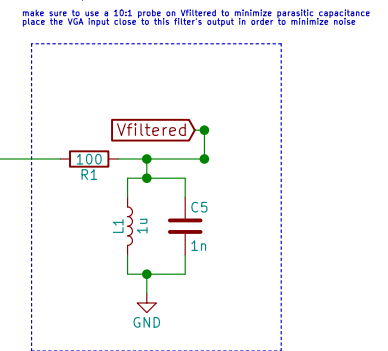 make sure to use a 10:1 probe on Vfiltered to minimize parasitic capacitance
place the VGA input close to this filter's output in order to minimize noise
Vfiltered
100
R1
L1
1u
C5
1n
GND